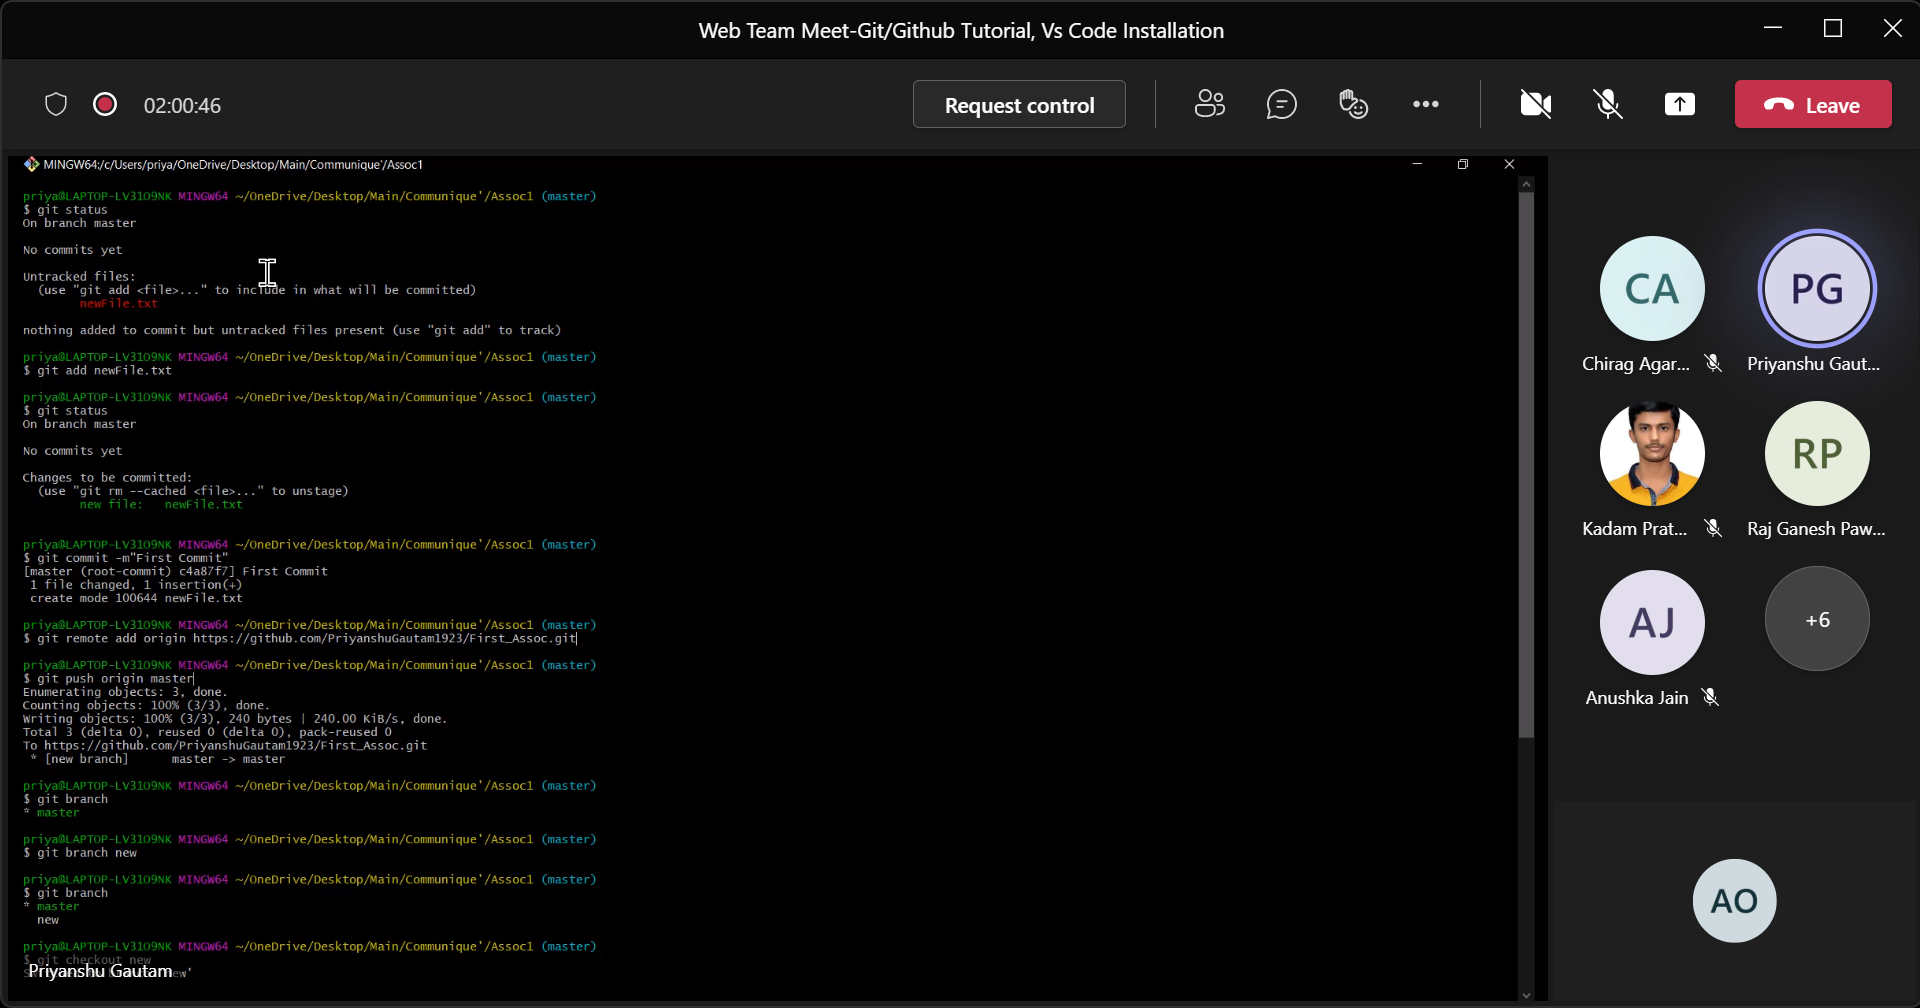 Web Team Meet-Git/Github Tutorial, Vs Code Installation
02:00:46
Request control
Leave
MINGW64:/c/Users/priya/OneDrive/Desktop/Main/Communique'/Assoc1
priya@LAPTOP-LV31O9NK MINGW64 ~/OneDrive/Desktop/Main/Communique'/Assoc1 (master)
$ git status
On branch master
No commits yet
Untracked files:
(use "git add <file>..." to include in what will be committed)
newFile.txt
nothing added to commit but untracked files present (use "git add" to track)
priya@LAPTOP-LV31O9NK MINGW64 ~/OneDrive/Desktop/Main/Communique'/Assoc1 (master)
$ git add newFile.txt
priya@LAPTOP-LV31O9NK MINGW64 ~/OneDrive/Desktop/Main/Communique'/Assoc1 (master)
$ git status
On branch master
No commits yet
Changes to be committed:
(use "git rm --cached <file>..." to unstage)
new file:   newFile.txt
priya@LAPTOP-LV31O9NK MINGW64 ~/OneDrive/Desktop/Main/Communique'/Assoc1 (master)
$ git commit -m"First Commit"
[master (root-commit) c4a87f7] First Commit
1 file changed, 1 insertion(+)
create mode 100644 newFile.txt
priya@LAPTOP-LV31O9NK MINGW64 ~/OneDrive/Desktop/Main/Communique'/Assoc1 (master)
$ git remote add origin https://github.com/PriyanshuGautam1923/First_Assoc.git
priya@LAPTOP-LV31O9NK MINGW64 ~/OneDrive/Desktop/Main/Communique'/Assoc1 (master)
$ git push origin master
Enumerating objects: 3, done.
Counting objects: 100% (3/3), done.
Writing objects: 100% (3/3), 240 bytes | 240.00 KiB/s, done.
Total 3 (delta 0), reused 0 (delta 0), pack-reused 0
To https://github.com/PriyanshuGautam1923/First_Assoc.git
* [new branch]      master -> master
priya@LAPTOP-LV31O9NK MINGW64 ~/OneDrive/Desktop/Main/Communique'/Assoc1 (master)
$ git branch
* master
priya@LAPTOP-LV31O9NK MINGW64 ~/OneDrive/Desktop/Main/Communique'/Assoc1 (master)
$ git branch new
priya@LAPTOP-LV31O9NK MINGW64 ~/OneDrive/Desktop/Main/Communique'/Assoc1 (master)
$ git branch
* master
new
priya@LAPTOP-LV31O9NK MINGW64 ~/OneDrive/Desktop/Main/Communique'/Assoc1 (master)
$ git checkout new
Priyanshu Gautam
CA
PG
Chirag Agar...
Priyanshu Gaut...
RP
Kadam Prat...
Raj Ganesh Paw...
AJ
+6
Anushka Jain
AO